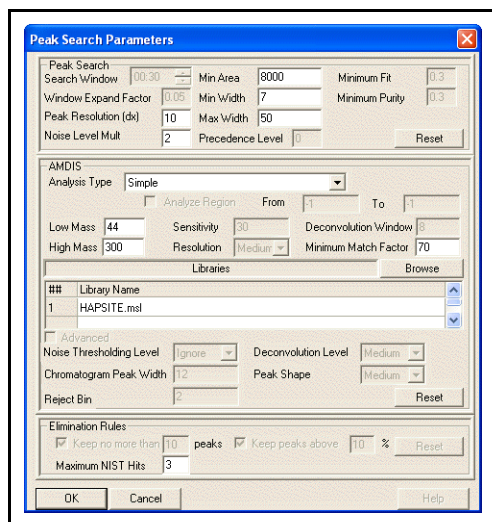 Peak Search Parameters
Peak Search
Search Window 00:30 Min Area 8000 Minimum Fit 0.3
Window Expand Factor 0.05 Min Width 7 Minimum Purity 0.3
Peak Resolution (dx) 10 Max Width 50
Noise Level Mult 2 Precedence Level 0 Reset
AMDIS
Analysis Type Simple
Analyze Region From -1 To -1
Low Mass 44 Sensitivity 30 Deconvolution Window 8
High Mass 300 Resolution Medium Minimum Match Factor 70
Libraries Browse
## Library Name
1 HAPSITE.msl
Advanced
Noise Thresholding Level Ignore Deconvolution Level Medium
Chromatogram Peak Width 12 Peak Shape Medium
Reject Bin 2 Reset
Elimination Rules
Keep no more than 10 peaks Keep peaks above 10 % Reset
Maximum NIST Hits 3
OK Cancel Help